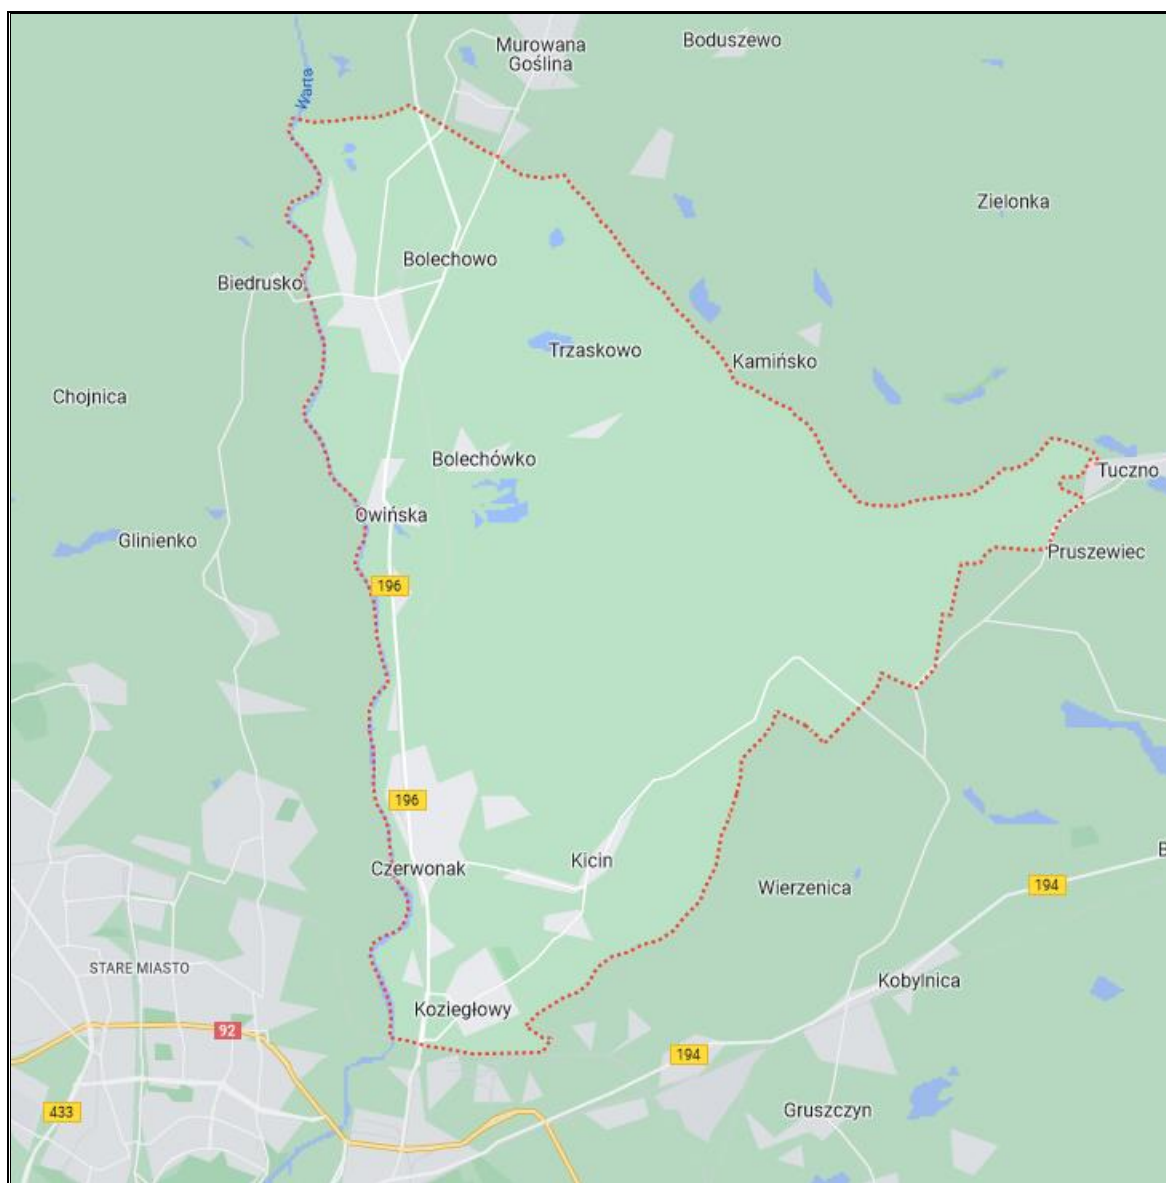 Murowana
Goślina
Boduszewo
Warta
Zielonka
Bolechowo
Biedrusko
Trzaskowo
Kamińsko
Chojnica
Bolechówko
Tuczno
Owińska
Glinienko
Pruszewiec
196
196
Czerwonak
Kicin
B
Wierzenica
194
STARE MIASTO
Kobylnica
Koziegłowy
92
194
433
Gruszczyn